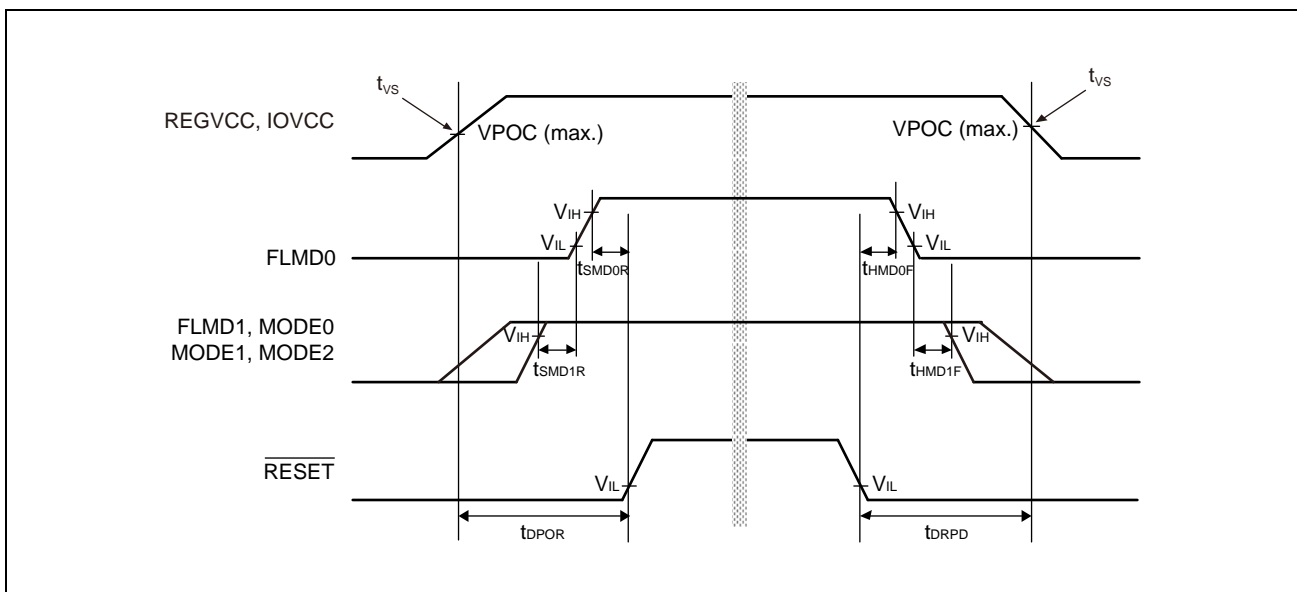 tVS
tVS
REGVCC, IOVCC
VPOC (max.)
VPOC (max.)
VIH
VIH
VIL
VIL
FLMD0
tSMD0R
tHMD0F
FLMD1, MODE0
MODE1, MODE2
VIH
VIH
tSMD1R
tHMD1F
RESET
VIL
VIL
tDPOR
tDRPD